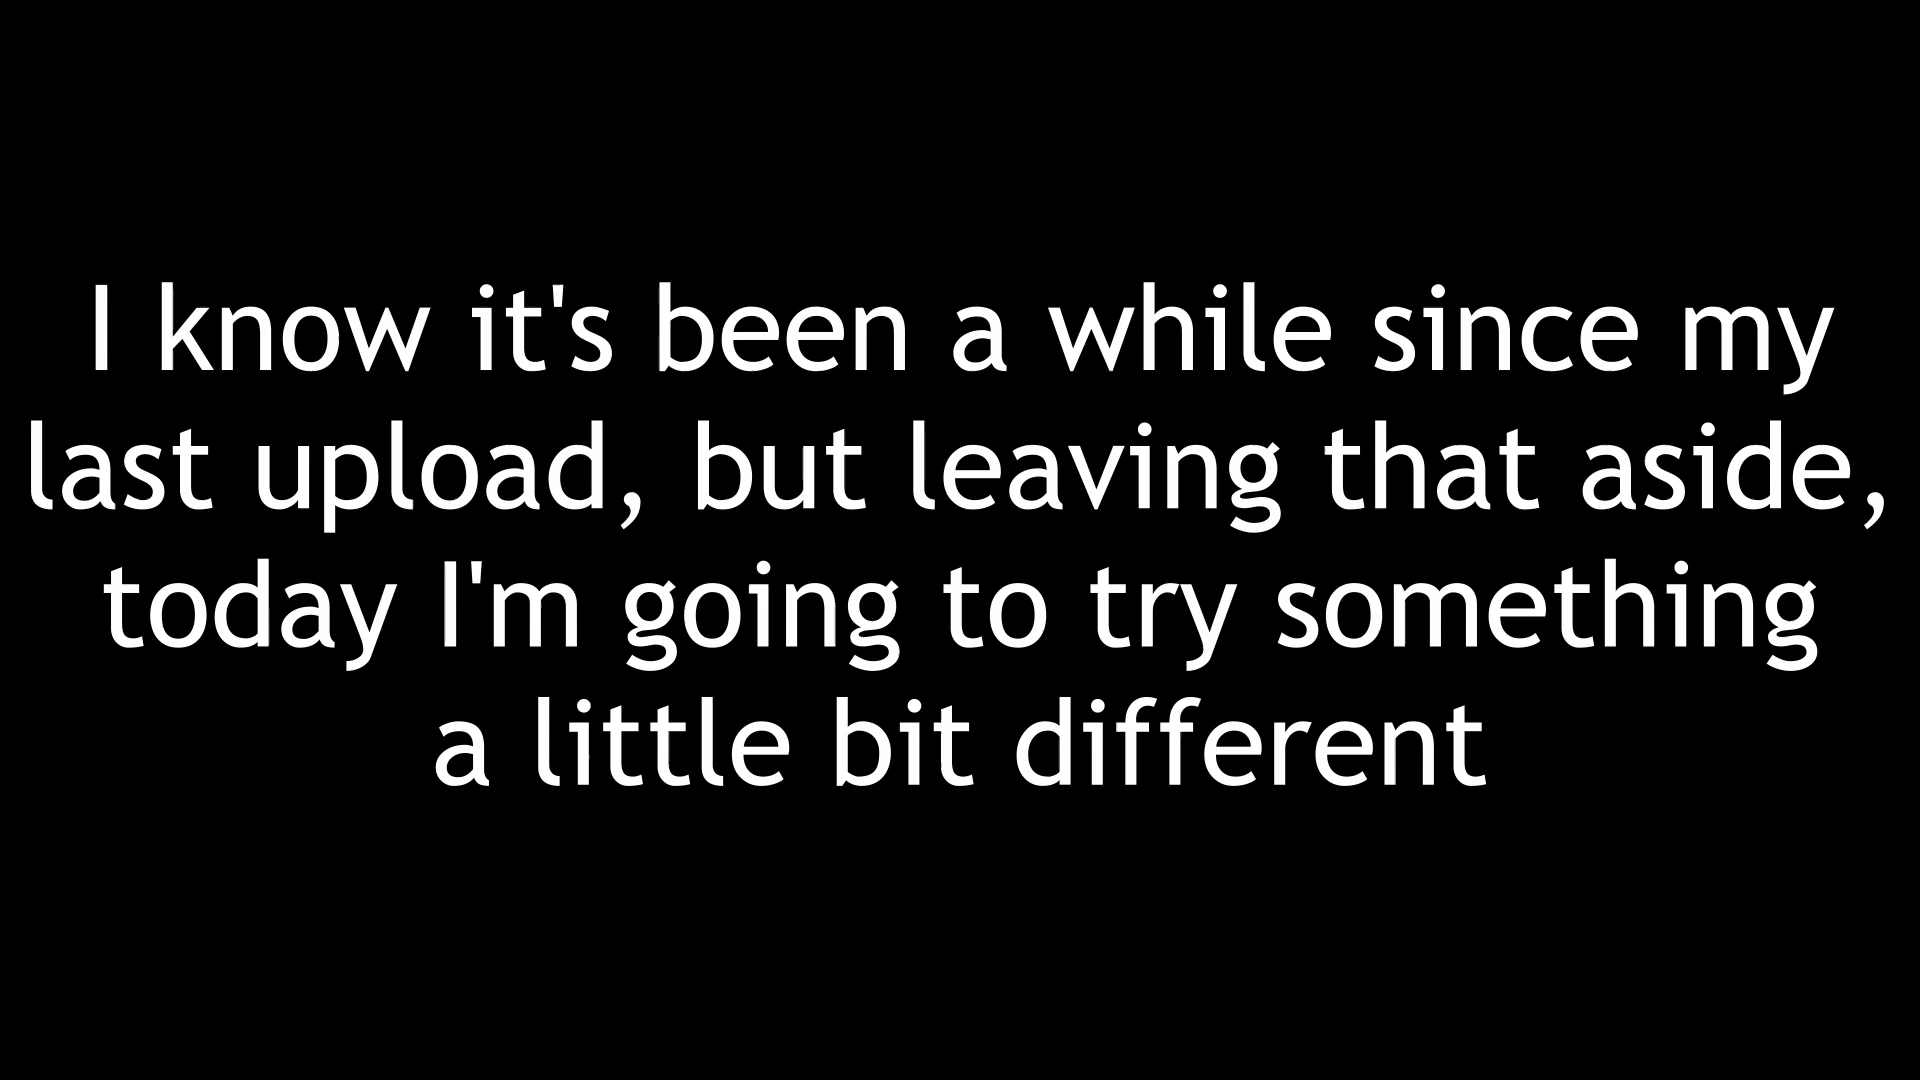 I know it's been a while since my
last upload, but leaving that aside,
today I'm going to try something
a little bit different